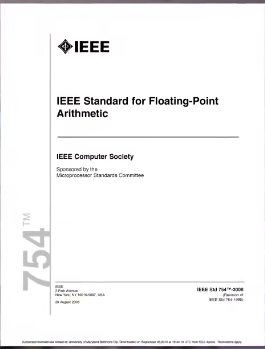 IEEE
IEEE Standard for Floating-Point
Arithmetic
IEEE Computer Society
Sponsored by the
Microprocessor Standards Committee
754™
IEEE
3 Park Avenue
New York, NY 10016-5997, USA
29 August 2008
IEEE Std 754™-2008
(Revision of
IEEE Std 754-1985)